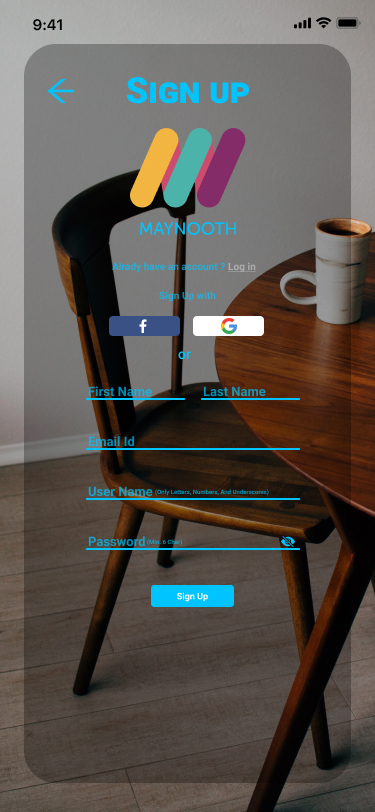 9:41
SIGN UP
MAYNOOTH
Alredy have an account ? Log in
Sign Up with
f G
or
First Name Last Name
Email Id
User Name (Only Letters, Numbers, And Underscores)
Password (Min. 6 Char)
Sign Up